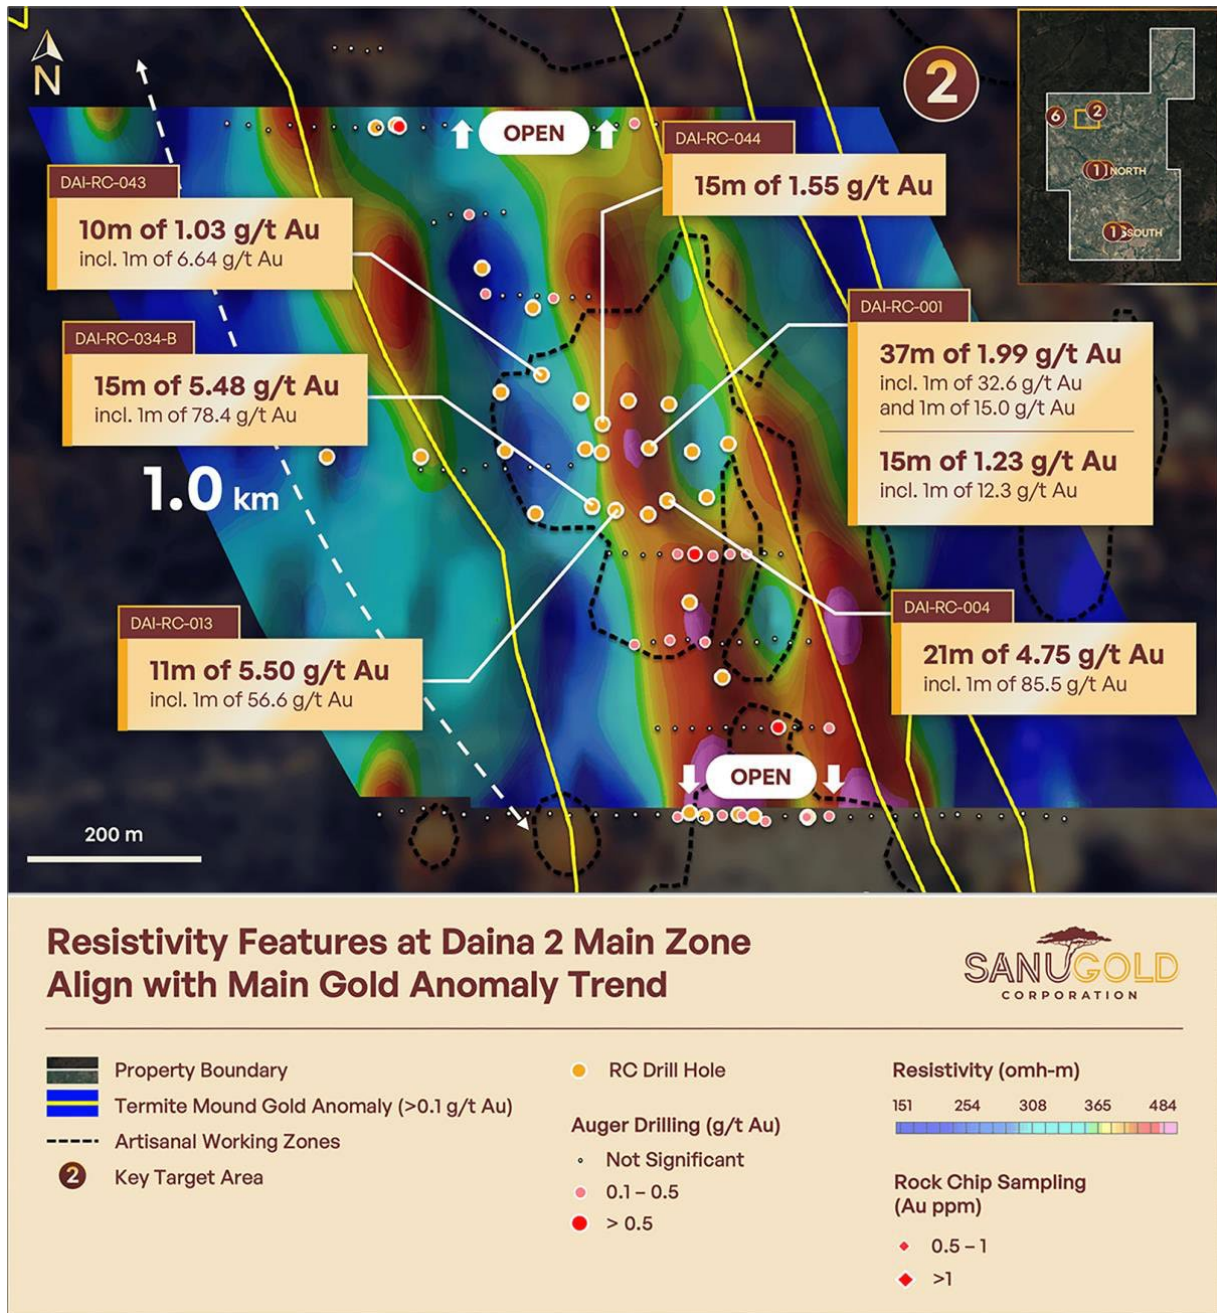 N
OPEN
2
6
2
1 NORTH
1 SOUTH
DAI-RC-044
15m of 1.55 g/t Au
DAI-RC-043
10m of 1.03 g/t Au
incl. 1m of 6.64 g/t Au
DAI-RC-001
37m of 1.99 g/t Au
incl. 1m of 32.6 g/t Au
and 1m of 15.0 g/t Au
15m of 1.23 g/t Au
incl. 1m of 12.3 g/t Au
DAI-RC-034-B
15m of 5.48 g/t Au
incl. 1m of 78.4 g/t Au
1.0 km
DAI-RC-013
11m of 5.50 g/t Au
incl. 1m of 56.6 g/t Au
DAI-RC-004
21m of 4.75 g/t Au
incl. 1m of 85.5 g/t Au
OPEN
200 m
Resistivity Features at Daina 2 Main Zone
Align with Main Gold Anomaly Trend
SANUGOLD
CORPORATION
Property Boundary
Termite Mound Gold Anomaly (>0.1 g/t Au)
Artisanal Working Zones
2 Key Target Area
RC Drill Hole
Auger Drilling (g/t Au)
Not Significant
0.1 – 0.5
> 0.5
Resistivity (omh-m)
151 254 308 365 484
Rock Chip Sampling
(Au ppm)
0.5 – 1
>1